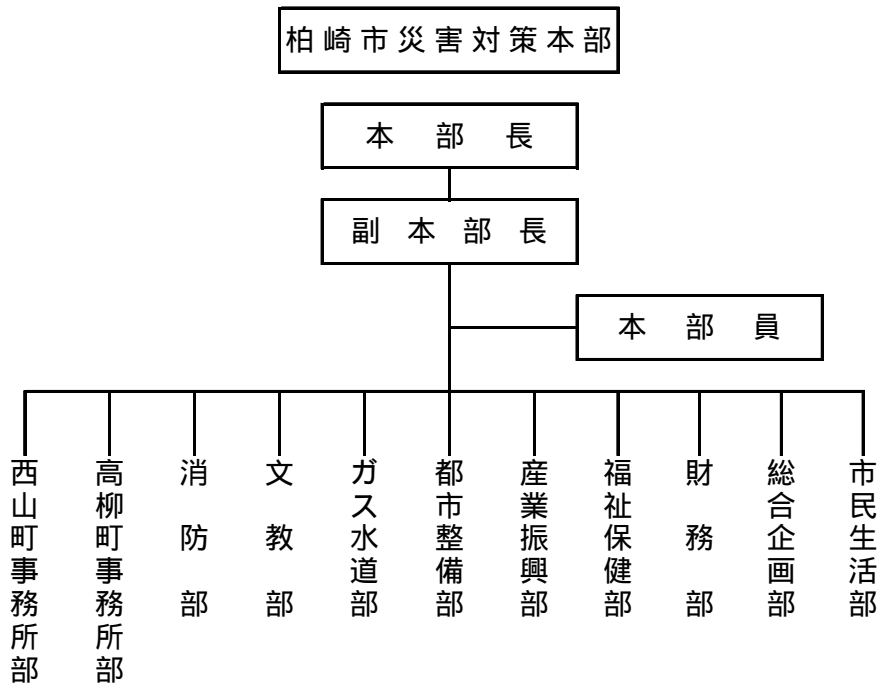 柏崎市災害対策本部
本部長
副本部長
本部員
市民生活部
総合企画部
財務部
福祉保健部
産業振興部
都市整備部
ガス水道部
文教部
消防部
高柳町事務所部
西山町事務所部